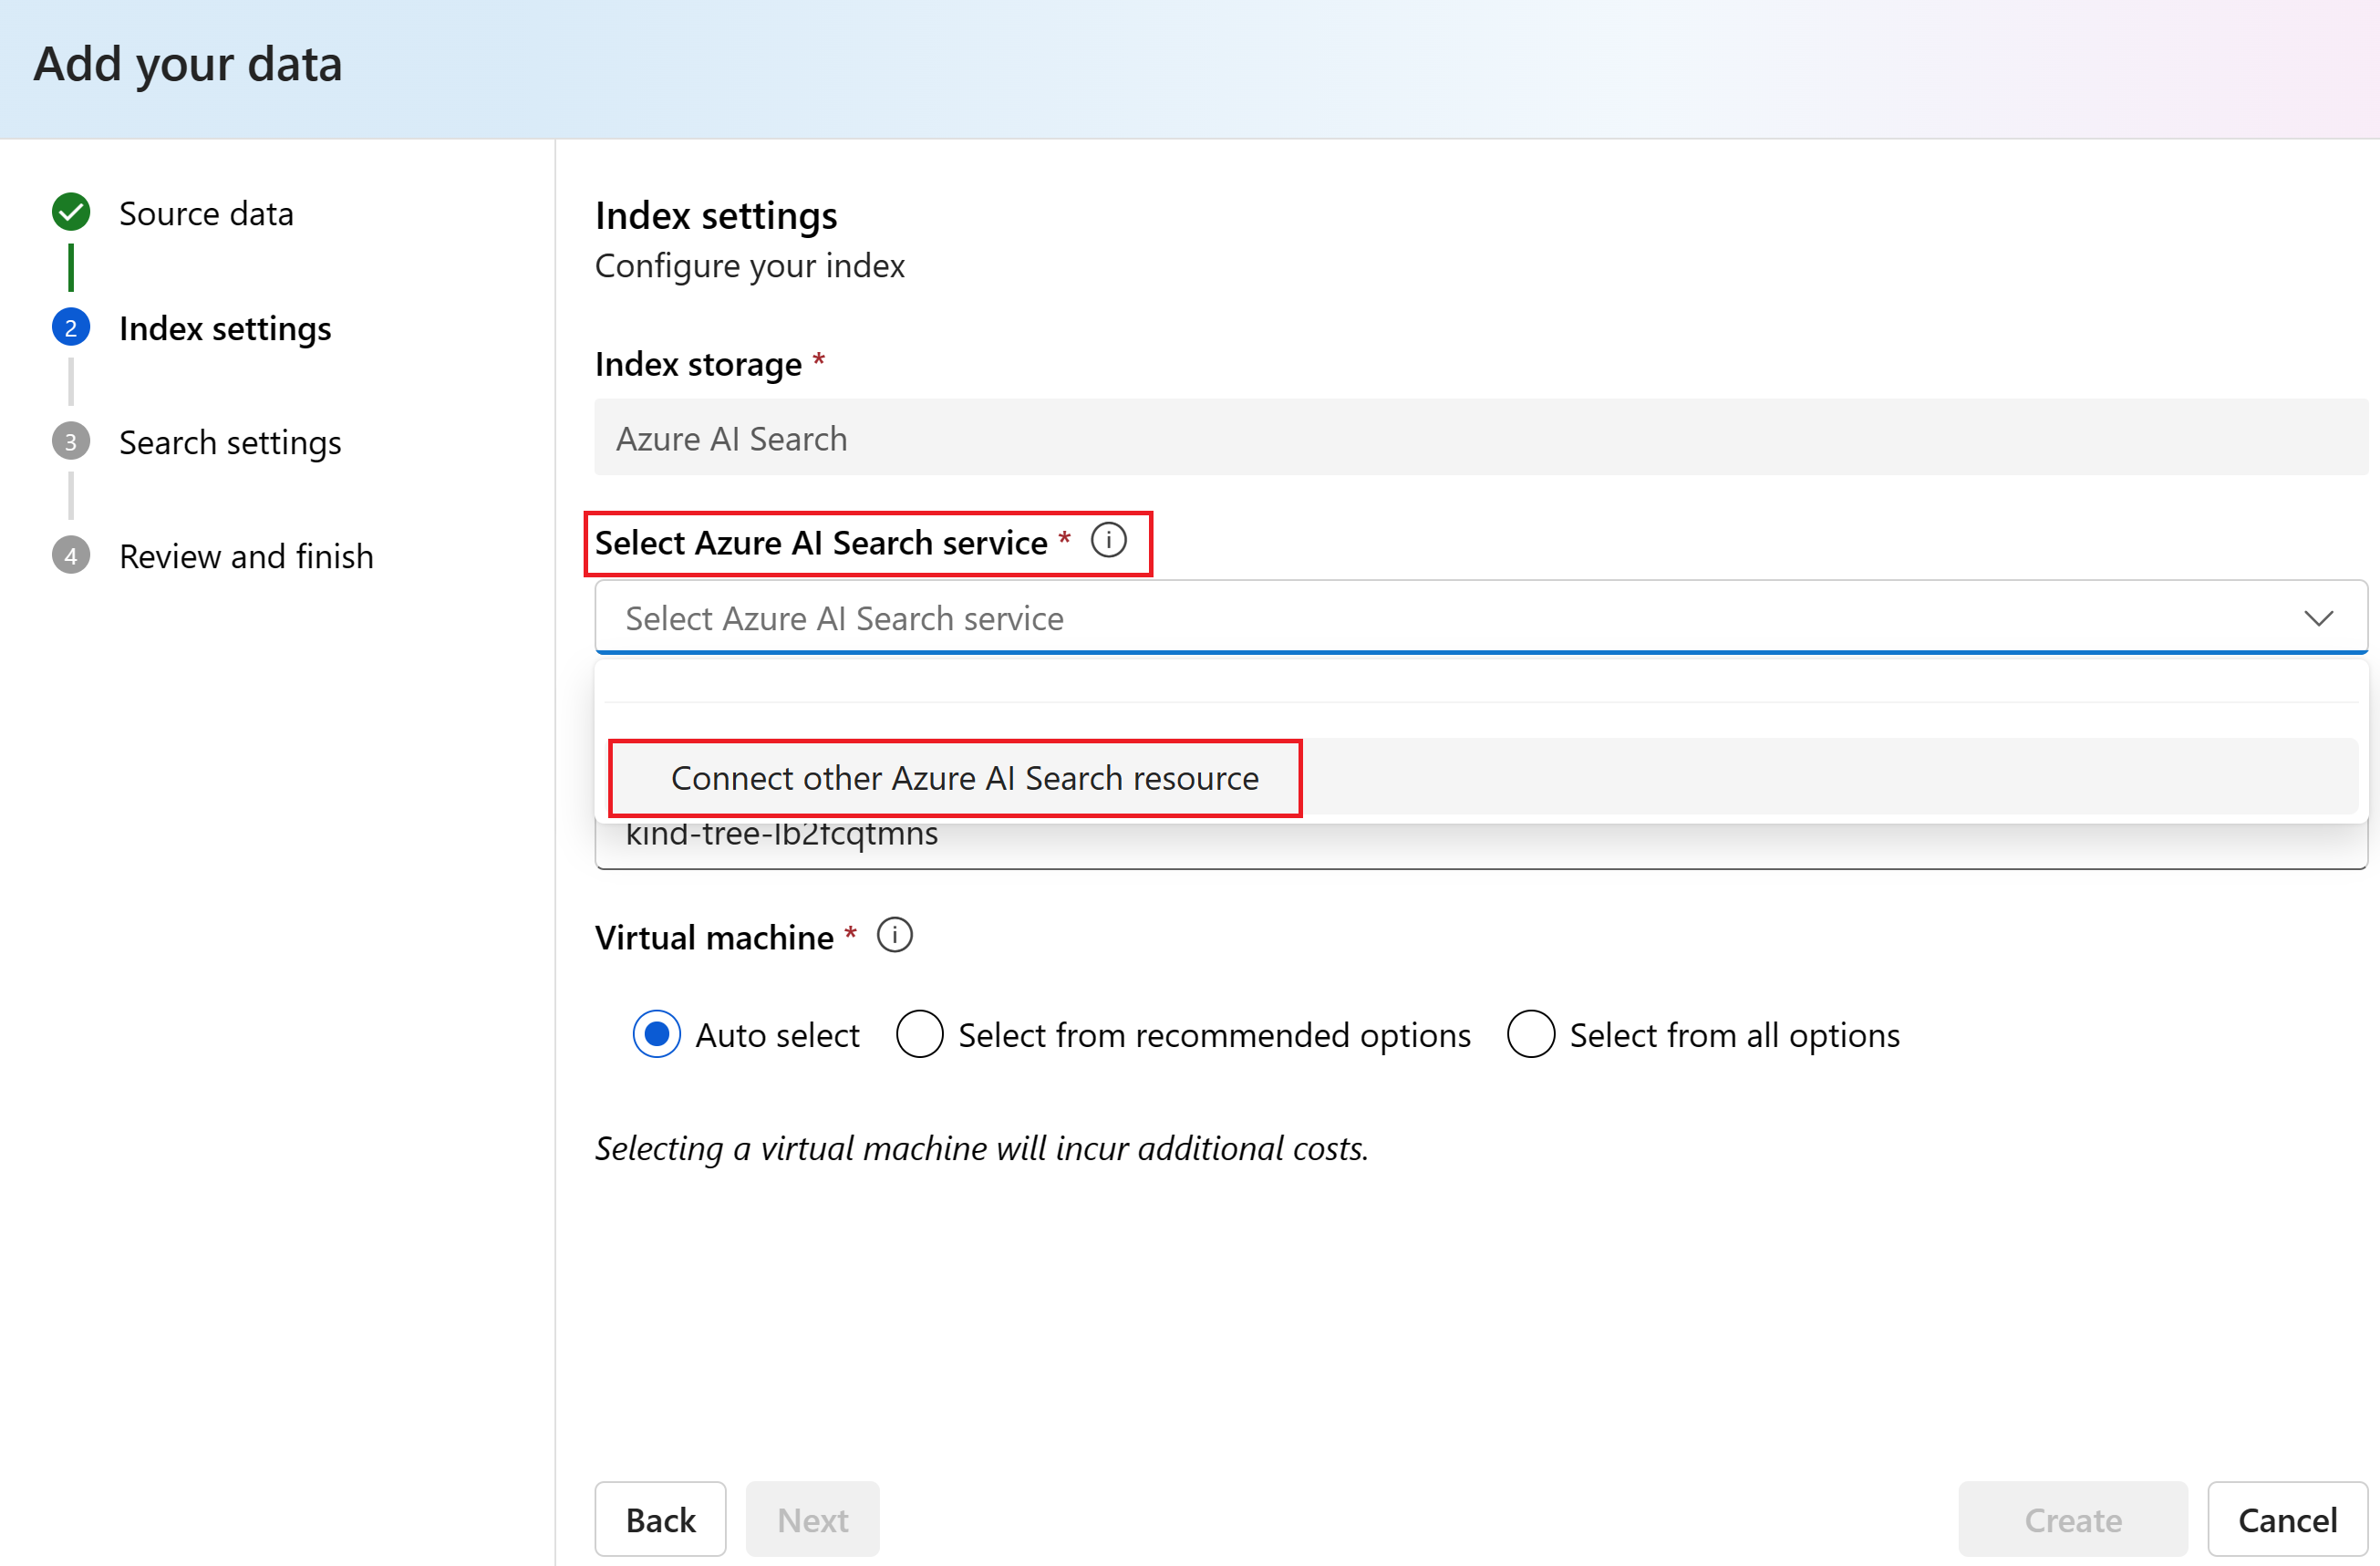 Add your data
Source data
2 Index settings
3 Search settings
4 Review and finish
Index settings
Configure your index
Index storage *
Azure AI Search
Select Azure AI Search service *
Select Azure AI Search service
Connect other Azure AI Search resource
kind-tree-lb2fcqtmns
Virtual machine *
Auto select Select from recommended options Select from all options
Selecting a virtual machine will incur additional costs.
Back Next Create Cancel